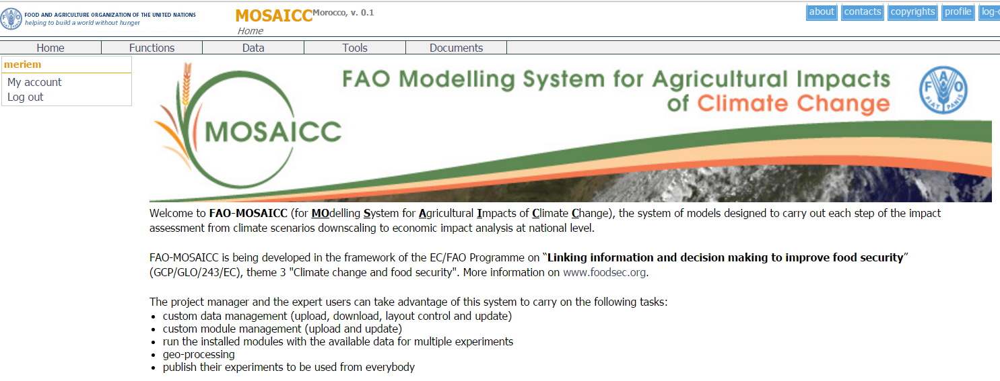 FOOD AND AGRICULTURE ORGANIZATION OF THE UNITED NATIONS
helping to build a world without hunger
MOSAICC Morocco, v. 0.1
Home
about contacts copyrights profile log-
Home Functions Data Tools Documents
meriem
My account
Log out
MOSAICC
FAO Modelling System for Agricultural Impacts
of Climate Change
FAO
FIAT PANIS
Welcome to FAO-MOSAICC (for MOdelling System for Agricultural Impacts of Climate Change), the system of models designed to carry out each step of the impact
assessment from climate scenarios downscaling to economic impact analysis at national level.
FAO-MOSAICC is being developed in the framework of the EC/FAO Programme on “Linking information and decision making to improve food security”
(GCP/GLO/243/EC), theme 3 "Climate change and food security". More information on www.foodsec.org.
The project manager and the expert users can take advantage of this system to carry on the following tasks:
• custom data management (upload, download, layout control and update)
• custom module management (upload and update)
• run the installed modules with the available data for multiple experiments
• geo-processing
• publish their experiments to be used from everybody